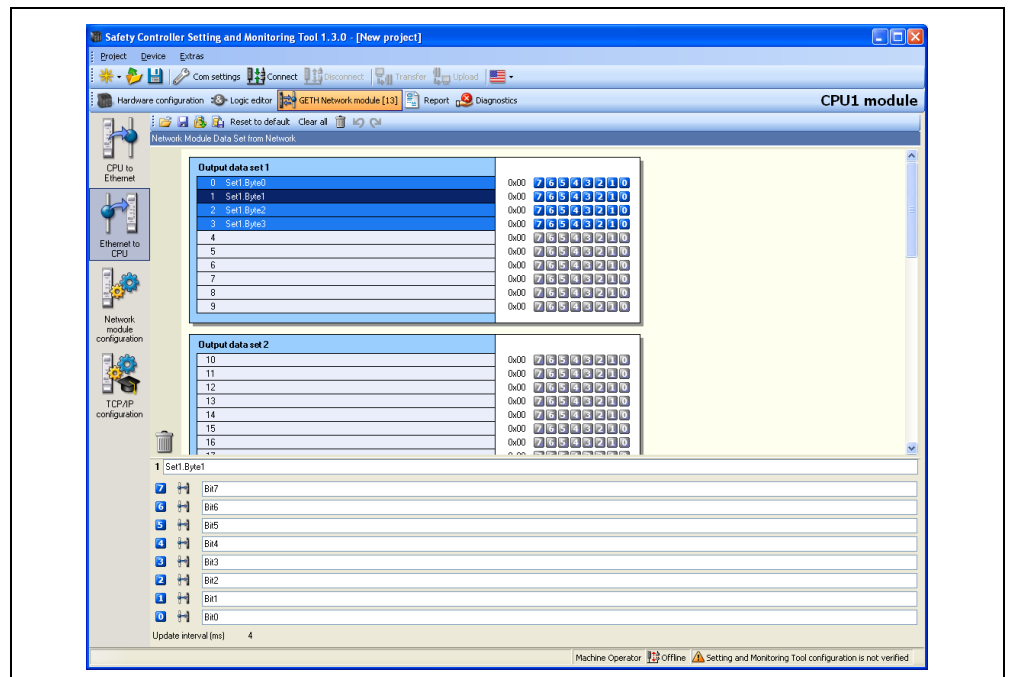 Safety Controller Setting and Monitoring Tool 1.3.0 - [New project]
Project Device Extras
Com settings Connect Disconnect Transfer Upload
Hardware configuration Logic editor GETH Network module [13] Report Diagnostics CPU1 module
Reset to default Clear all
Network Module Data Set from Network
CPU to
Ethernet
Ethernet to
CPU
Network
module
configuration
TCP/IP
configuration
Output data set 1
0 Set1.Byte0 0x00 7 6 5 4 3 2 1 0
1 Set1.Byte1 0x00 7 6 5 4 3 2 1 0
2 Set1.Byte2 0x00 7 6 5 4 3 2 1 0
3 Set1.Byte3 0x00 7 6 5 4 3 2 1 0
4 0x00 7 6 5 4 3 2 1 0
5 0x00 7 6 5 4 3 2 1 0
6 0x00 7 6 5 4 3 2 1 0
7 0x00 7 6 5 4 3 2 1 0
8 0x00 7 6 5 4 3 2 1 0
9 0x00 7 6 5 4 3 2 1 0
Output data set 2
10 0x00 7 6 5 4 3 2 1 0
11 0x00 7 6 5 4 3 2 1 0
12 0x00 7 6 5 4 3 2 1 0
13 0x00 7 6 5 4 3 2 1 0
14 0x00 7 6 5 4 3 2 1 0
15 0x00 7 6 5 4 3 2 1 0
16 0x00 7 6 5 4 3 2 1 0
1 Set1.Byte1
7 Bit7
6 Bit6
5 Bit5
4 Bit4
3 Bit3
2 Bit2
1 Bit1
0 Bit0
Update interval (ms) 4
Machine Operator Offline Setting and Monitoring Tool configuration is not verified